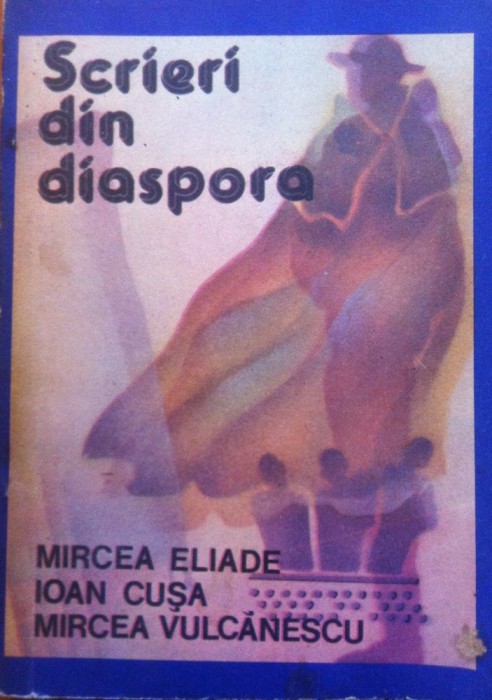 Scrieri
din
diaspora
MIRCEA ELIADE
IOAN CUŞA
MIRCEA VULCĂNESCU